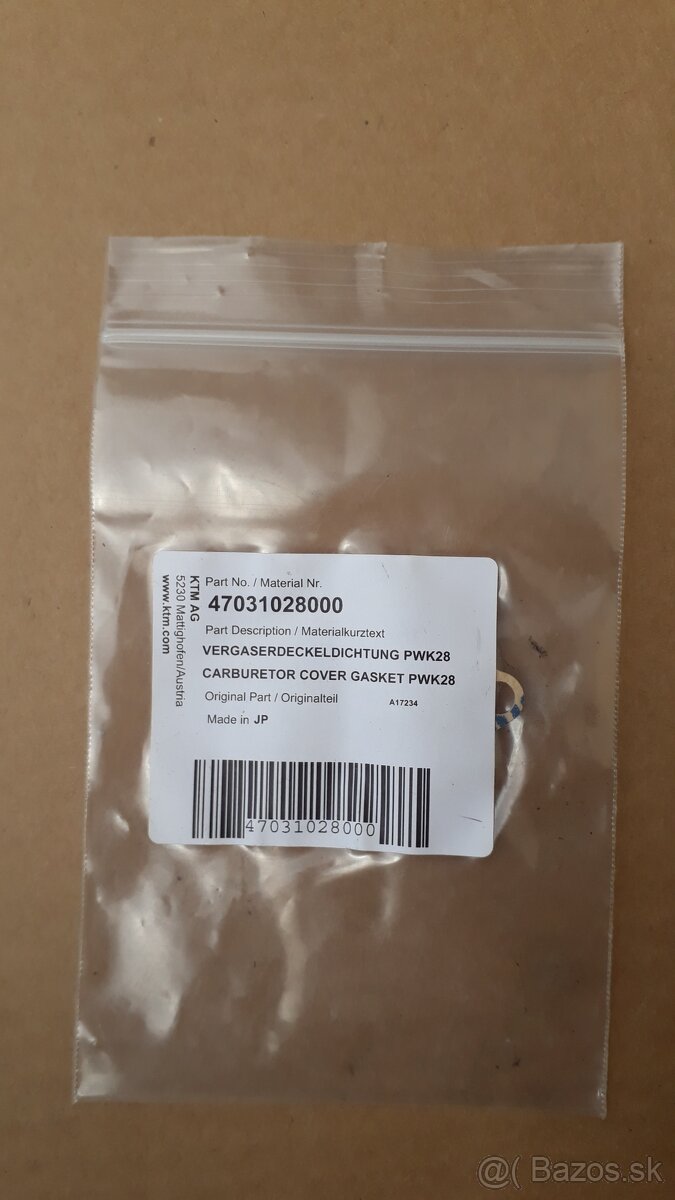 Part No. / Material Nr.
47031028000
Part Description / Materialkurztext
VERGASERDECKELDICHTUNG PWK28
CARBURETOR COVER GASKET PWK28
Original Part / Originalteil A17234
Made in JP
47031028000
KTM AG
5230 Mattighofen/Austria
www.ktm.com
@( Bazos.sk